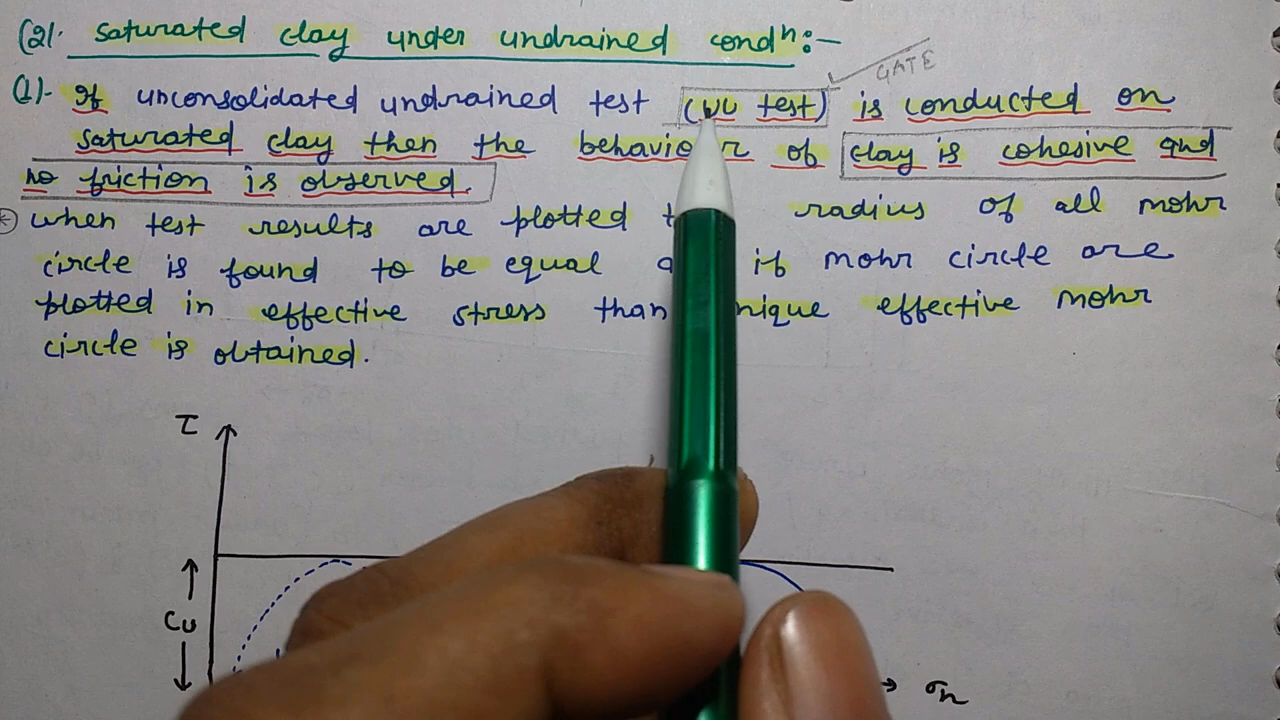 (2). saturated clay under undrained condⁿ:-
GATE
(1). If unconsolidated undrained test (UU test) is conducted on
saturated clay then the behaviour of clay is cohesive and
no friction is observed.
* when test results are plotted radius of all mohr
circle is found to be equal if mohr circle are
plotted in effective stress than effective mohr
circle is obtained.
τ
Cu
σn